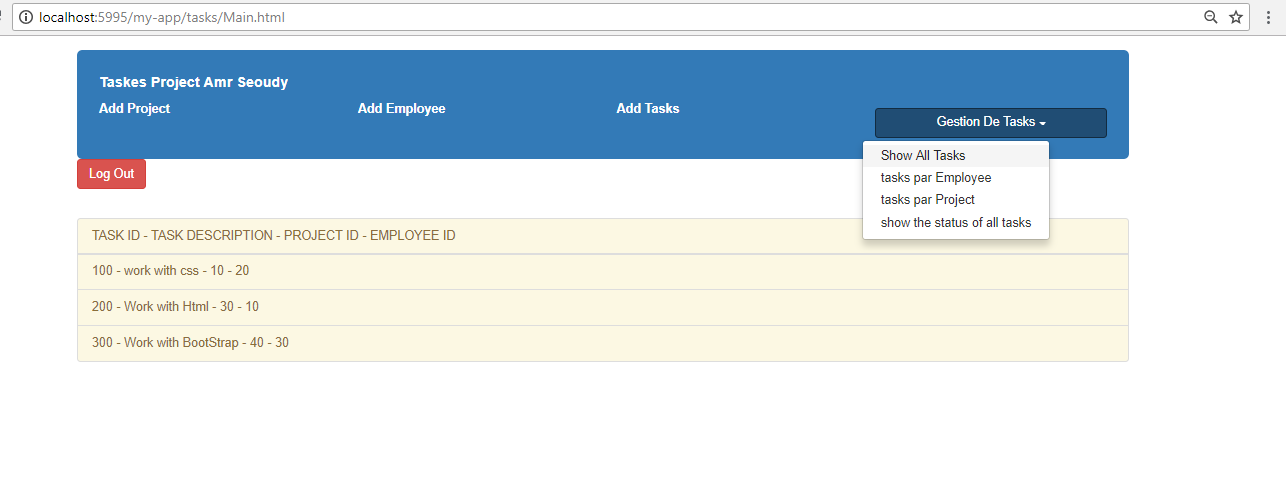 localhost:5995/my-app/tasks/Main.html
Taskes Project Amr Seoudy
Add Project
Add Employee
Add Tasks
Gestion De Tasks
Show All Tasks
tasks par Employee
tasks par Project
show the status of all tasks
Log Out
TASK ID - TASK DESCRIPTION - PROJECT ID - EMPLOYEE ID
100 - work with css - 10 - 20
200 - Work with Html - 30 - 10
300 - Work with BootStrap - 40 - 30